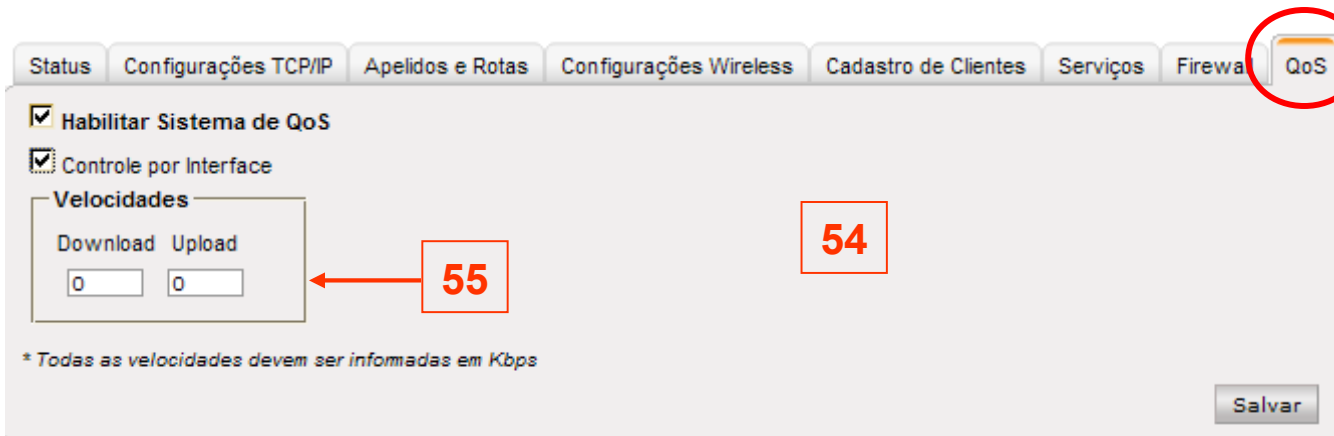 Status Configurações TCP/IP Apelidos e Rotas Configurações Wireless Cadastro de Clientes Serviços Firewall QoS
Habilitar Sistema de QoS
Controle por Interface
Velocidades
Download Upload
0 0
54
55
* Todas as velocidades devem ser informadas em Kbps
Salvar